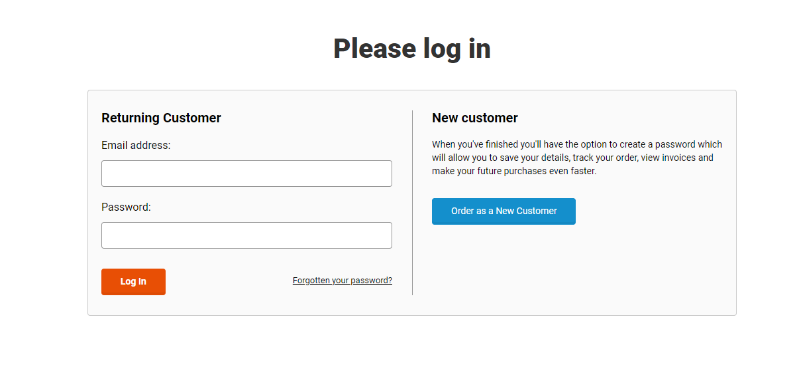 Please log in
Returning Customer
Email address:
Password:
Log In
Forgotten your password?
New customer
When you've finished you'll have the option to create a password which
will allow you to save your details, track your order, view invoices and
make your future purchases even faster.
Order as a New Customer